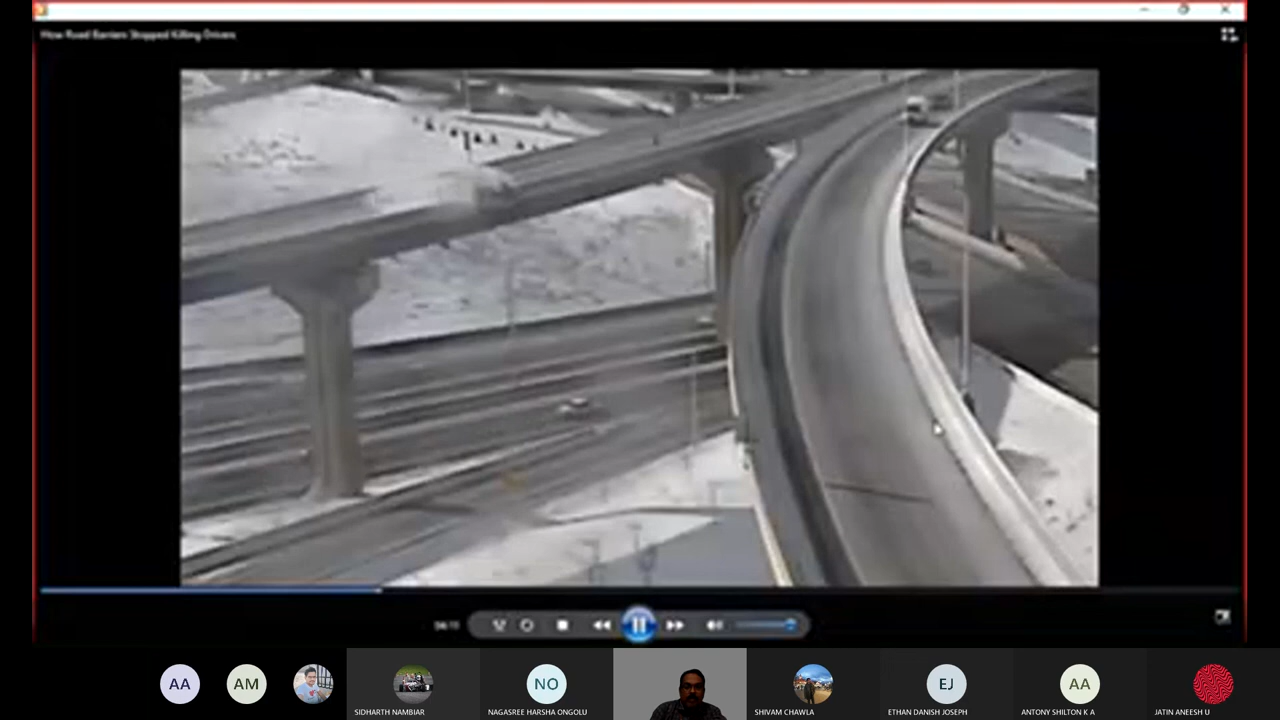 How Road Barriers Stopped Killing Drivers
AA
AM
SIDHARTH NAMBIAR
NO
NAGASREE HARSHA ONGOLU
SHIVAM CHAWLA
EJ
ETHAN DANISH JOSEPH
AA
ANTONY SHILTON K A
JATIN ANEESH U